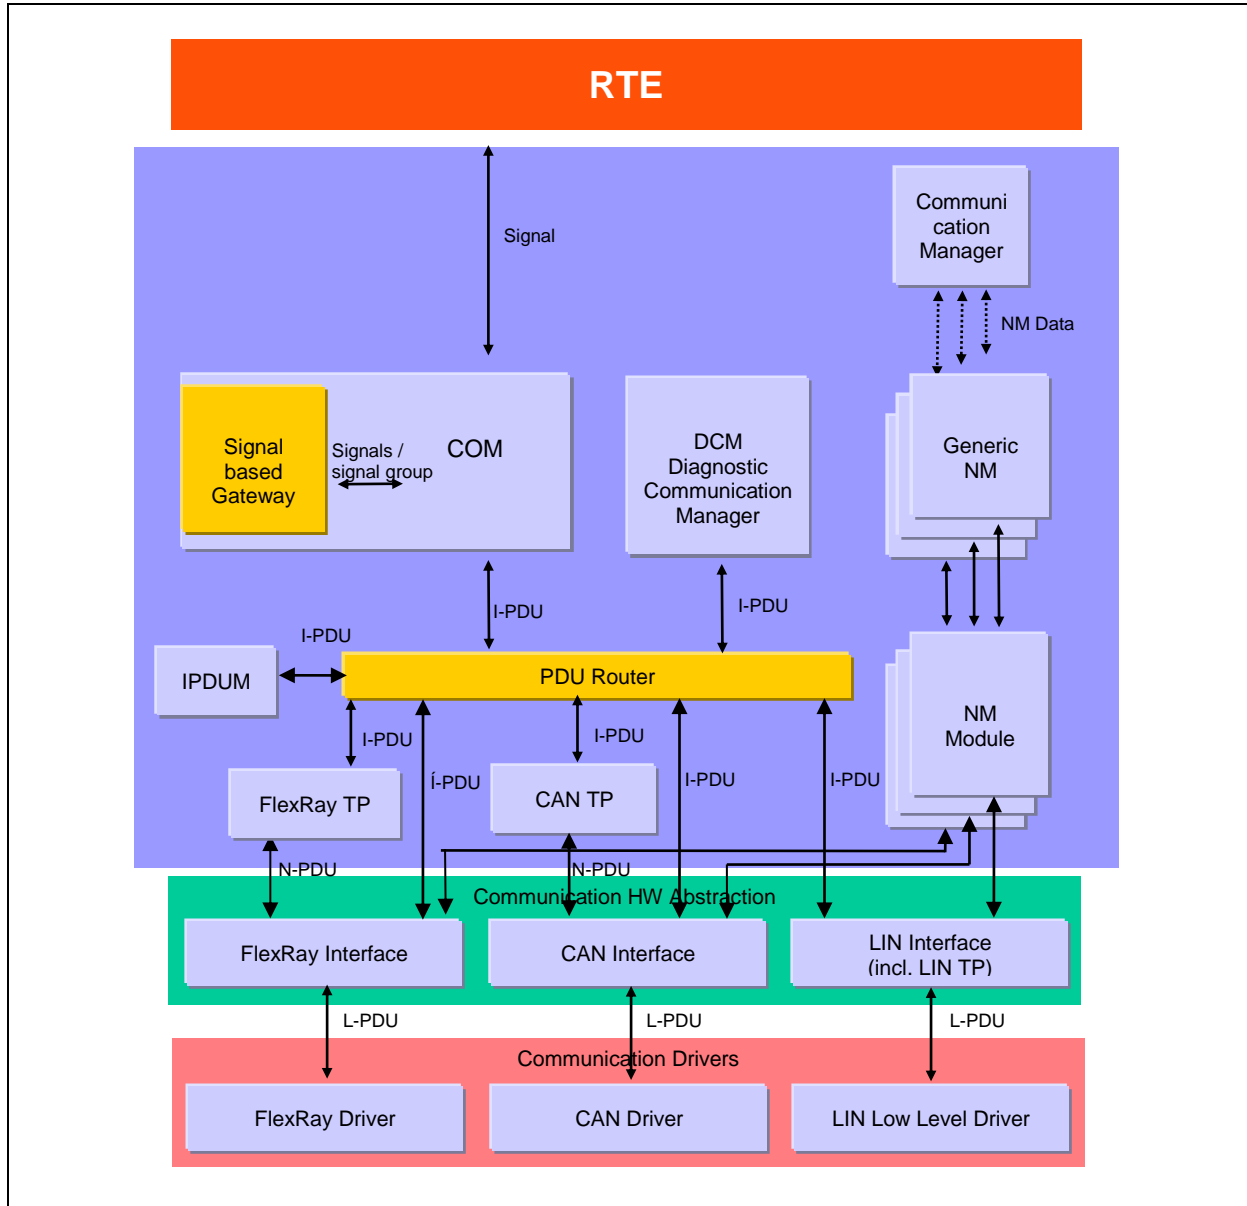 RTE
Communi
cation
Manager
Signal
NM Data
Signal
based
Gateway
Signals /
signal group
COM
DCM
Diagnostic
Communication
Manager
Generic
NM
I-PDU
I-PDU
I-PDU
IPDUM
PDU Router
NM
Module
I-PDU
I-PDU
Í-PDU
I-PDU
I-PDU
FlexRay TP
CAN TP
N-PDU
N-PDU
Communication HW Abstraction
FlexRay Interface
CAN Interface
LIN Interface
(incl. LIN TP)
L-PDU
L-PDU
L-PDU
Communication Drivers
FlexRay Driver
CAN Driver
LIN Low Level Driver